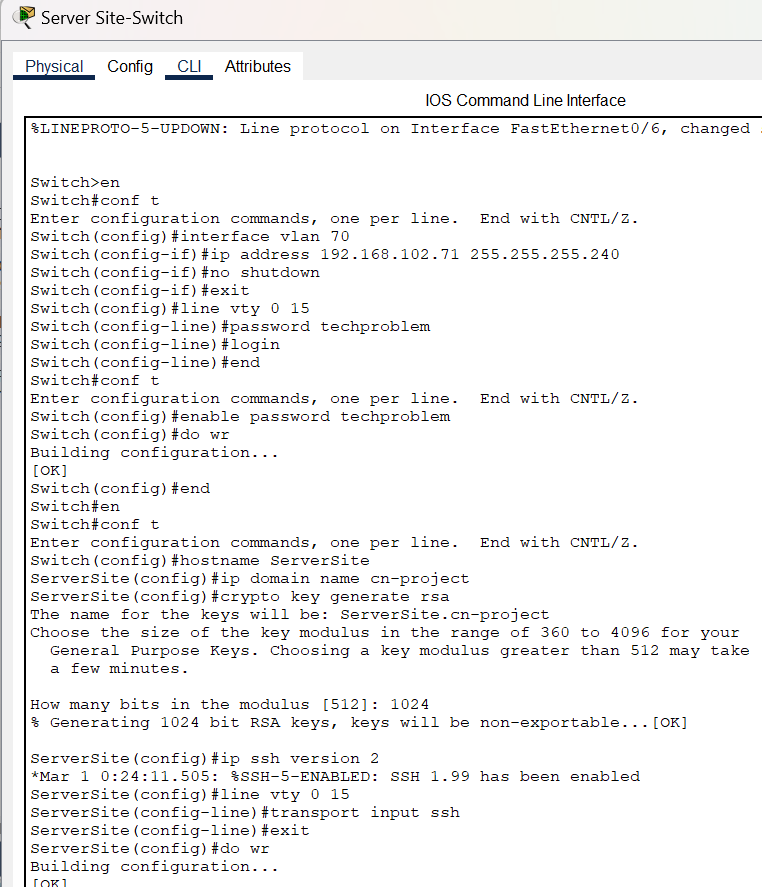 Server Site-Switch
Physical Config CLI Attributes
IOS Command Line Interface
%LINEPROTO-5-UPDOWN: Line protocol on Interface FastEthernet0/6, changed
Switch>en
Switch#conf t
Enter configuration commands, one per line.  End with CNTL/Z.
Switch(config)#interface vlan 70
Switch(config-if)#ip address 192.168.102.71 255.255.255.240
Switch(config-if)#no shutdown
Switch(config-if)#exit
Switch(config)#line vty 0 15
Switch(config-line)#password techproblem
Switch(config-line)#login
Switch(config-line)#end
Switch#conf t
Enter configuration commands, one per line.  End with CNTL/Z.
Switch(config)#enable password techproblem
Switch(config)#do wr
Building configuration...
[OK]
Switch(config)#end
Switch#en
Switch#conf t
Enter configuration commands, one per line.  End with CNTL/Z.
Switch(config)#hostname ServerSite
ServerSite(config)#ip domain name cn-project
ServerSite(config)#crypto key generate rsa
The name for the keys will be: ServerSite.cn-project
Choose the size of the key modulus in the range of 360 to 4096 for your
General Purpose Keys. Choosing a key modulus greater than 512 may take
a few minutes.
How many bits in the modulus [512]: 1024
% Generating 1024 bit RSA keys, keys will be non-exportable...[OK]
ServerSite(config)#ip ssh version 2
*Mar 1 0:24:11.505: %SSH-5-ENABLED: SSH 1.99 has been enabled
ServerSite(config)#line vty 0 15
ServerSite(config-line)#transport input ssh
ServerSite(config-line)#exit
ServerSite(config)#do wr
Building configuration...
[OK]